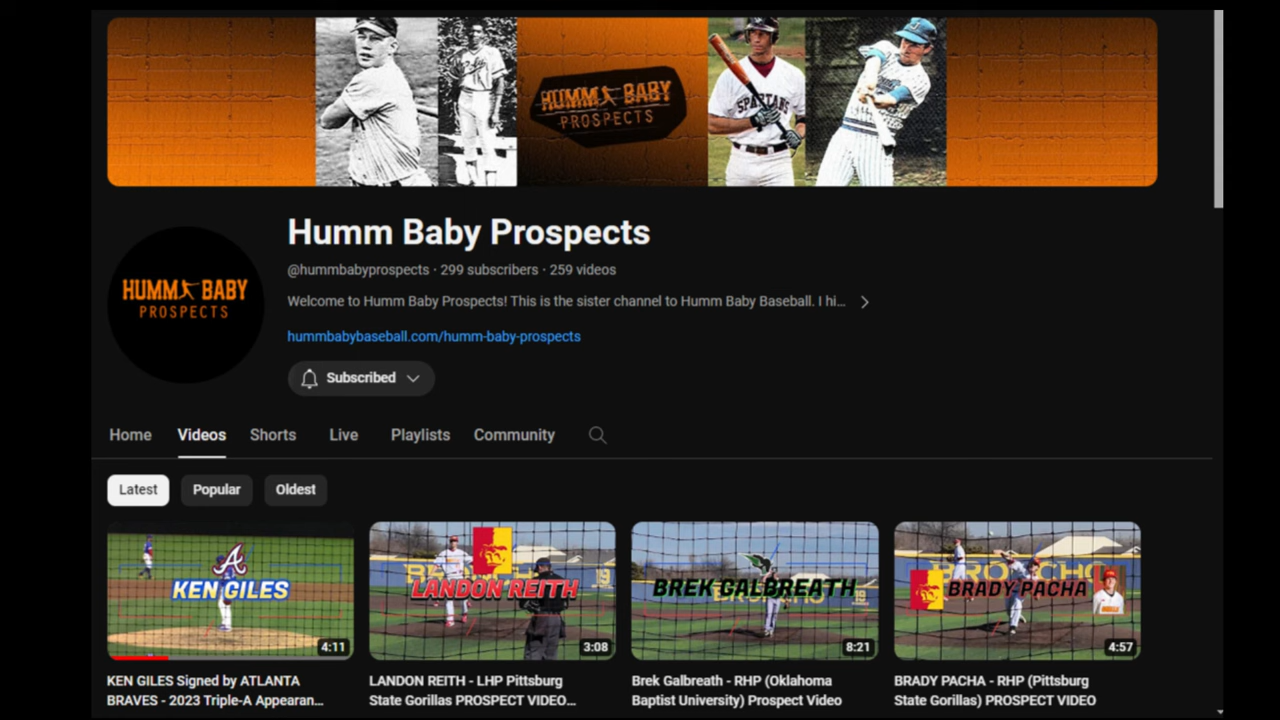 HUMM BABY
PROSPECTS
SPARTANS
Humm Baby Prospects
@hummbabyprospects · 299 subscribers · 259 videos
Welcome to Humm Baby Prospects! This is the sister channel to Humm Baby Baseball. I hi...
hummbabybaseball.com/humm-baby-prospects
HUMM BABY
PROSPECTS
Subscribed
Home Videos Shorts Live Playlists Community
Latest Popular Oldest
KEN GILES
4:11
LANDON REITH
3:08
BREK GALBREATH
8:21
BRADY PACHA
4:57
KEN GILES Signed by ATLANTA
BRAVES - 2023 Triple-A Appearan...
LANDON REITH - LHP Pittsburg
State Gorillas PROSPECT VIDEO...
Brek Galbreath - RHP (Oklahoma
Baptist University) Prospect Video
BRADY PACHA - RHP (Pittsburg
State Gorillas) PROSPECT VIDEO